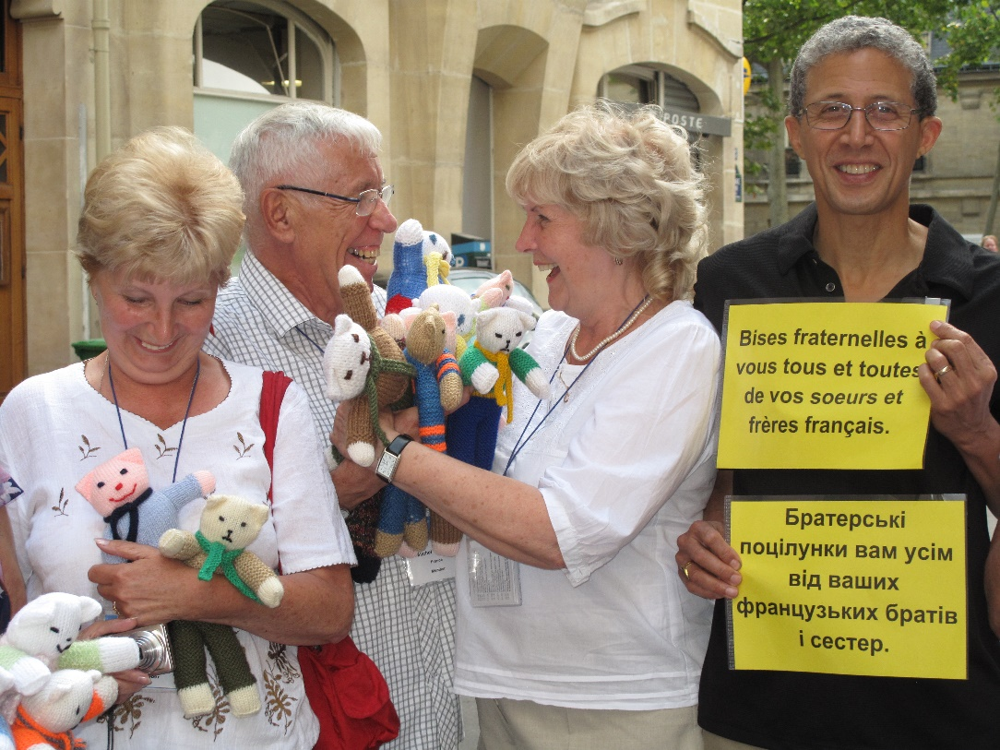 POSTE
Bises fraternelles à
vous tous et toutes
de vos soeurs et
frères français.
Братерські
поцілунки вам усім
від ваших
французьких братів
і сестер.
France